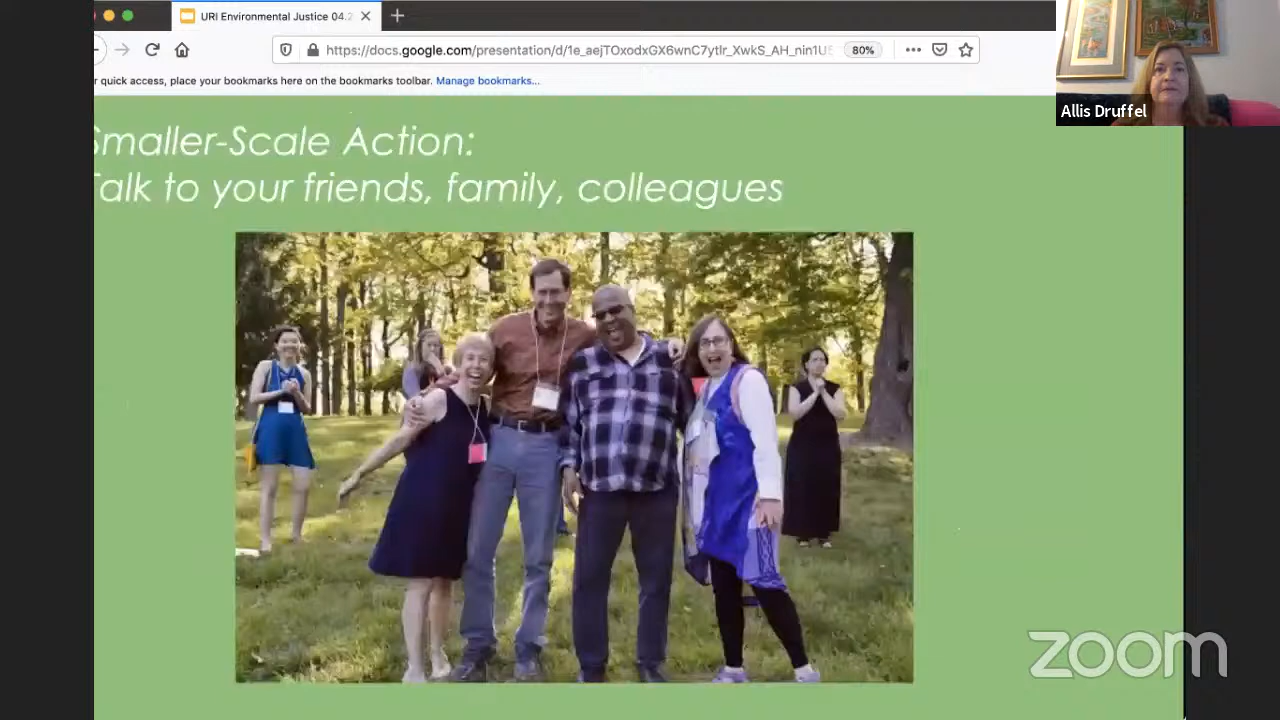 URI Environmental Justice 04.2
https://docs.google.com/presentation/d/1e_aejTOxodxGX6wnC7ytlr_XwkS_AH_nin1US
80%
r quick access, place your bookmarks here on the bookmarks toolbar. Manage bookmarks...
Allis Druffel
Smaller-Scale Action:
Talk to your friends, family, colleagues
zoom